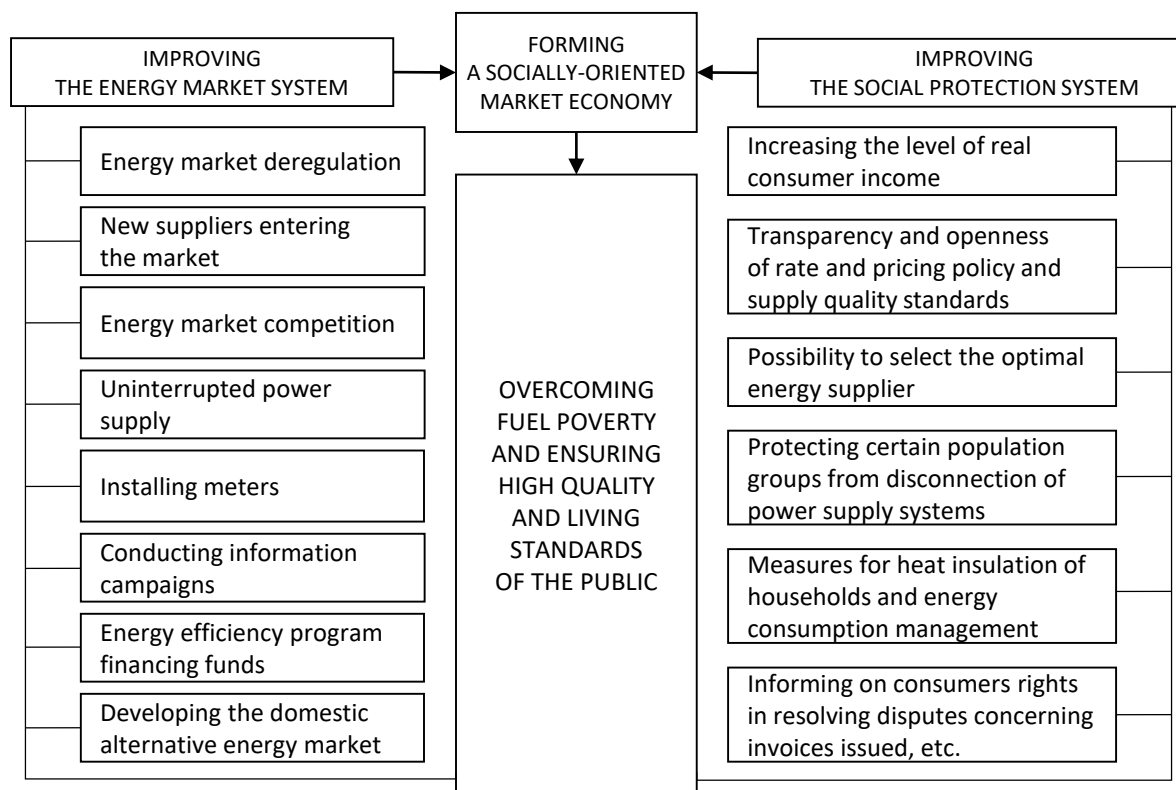 IMPROVING
THE ENERGY MARKET SYSTEM
FORMING
A SOCIALLY-ORIENTED
MARKET ECONOMY
IMPROVING
THE SOCIAL PROTECTION SYSTEM
Energy market deregulation
New suppliers entering
the market
Energy market competition
Uninterrupted power
supply
Installing meters
Conducting information
campaigns
Energy efficiency program
financing funds
Developing the domestic
alternative energy market
OVERCOMING
FUEL POVERTY
AND ENSURING
HIGH QUALITY
AND LIVING
STANDARDS
OF THE PUBLIC
Increasing the level of real
consumer income
Transparency and openness
of rate and pricing policy and
supply quality standards
Possibility to select the optimal
energy supplier
Protecting certain population
groups from disconnection of
power supply systems
Measures for heat insulation of
households and energy
consumption management
Informing on consumers rights
in resolving disputes concerning
invoices issued, etc.